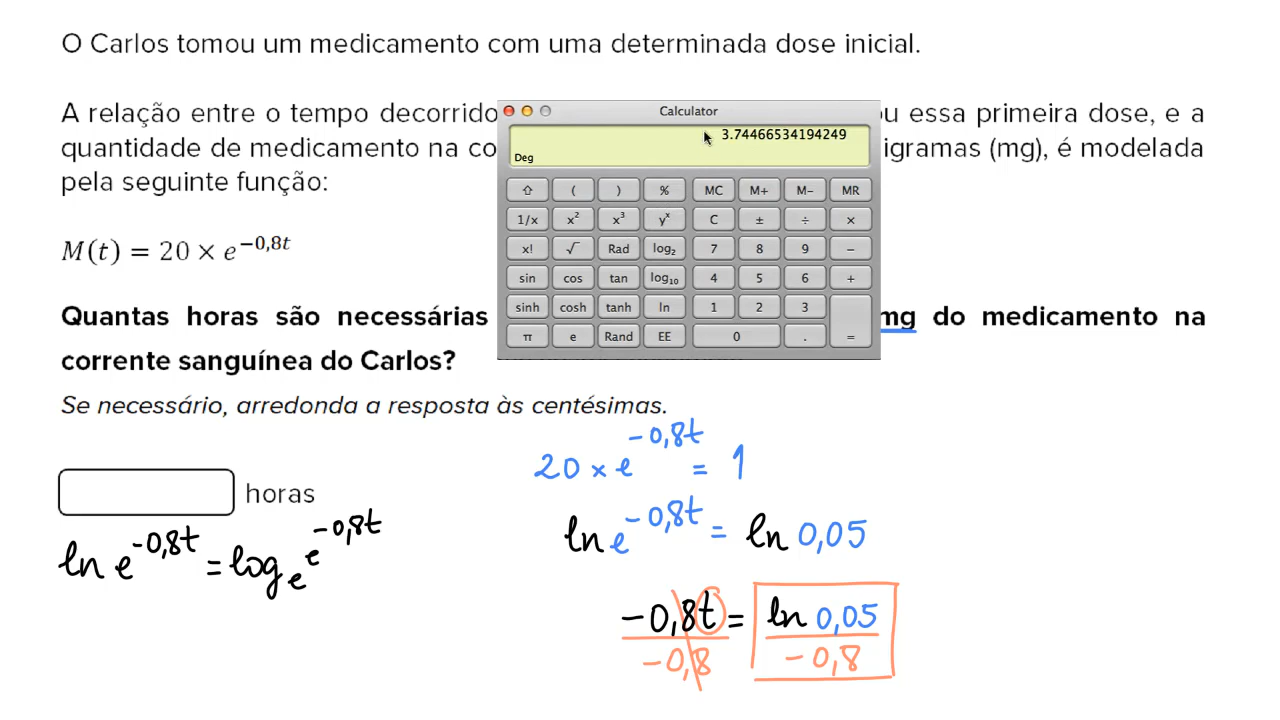 O Carlos tomou um medicamento com uma determinada dose inicial.
A relação entre o tempo decorrido
u essa primeira dose, e a
quantidade de medicamento na co
igramas (mg), é modelada
pela seguinte função:
M(t) = 20 × e^{-0,8t}
Quantas horas são necessárias
mg do medicamento na
corrente sanguínea do Carlos?
Se necessário, arredonda a resposta às centésimas.
horas
Calculator
3.74466534194249
Deg
⇧ ( ) % MC M+ M− MR
1/x x² x³ yˣ C ± ÷ ×
x! √ Rad log₂ 7 8 9 −
sin cos tan log₁₀ 4 5 6 +
sinh cosh tanh ln 1 2 3
π e Rand EE 0 . =
20 × e^{-0,8t} = 1
ln e^{-0,8t} = ln 0,05
ln e^{-0,8t} = log_e e^{-0,8t}
-0,8t = ln 0,05
-0,8 -0,8